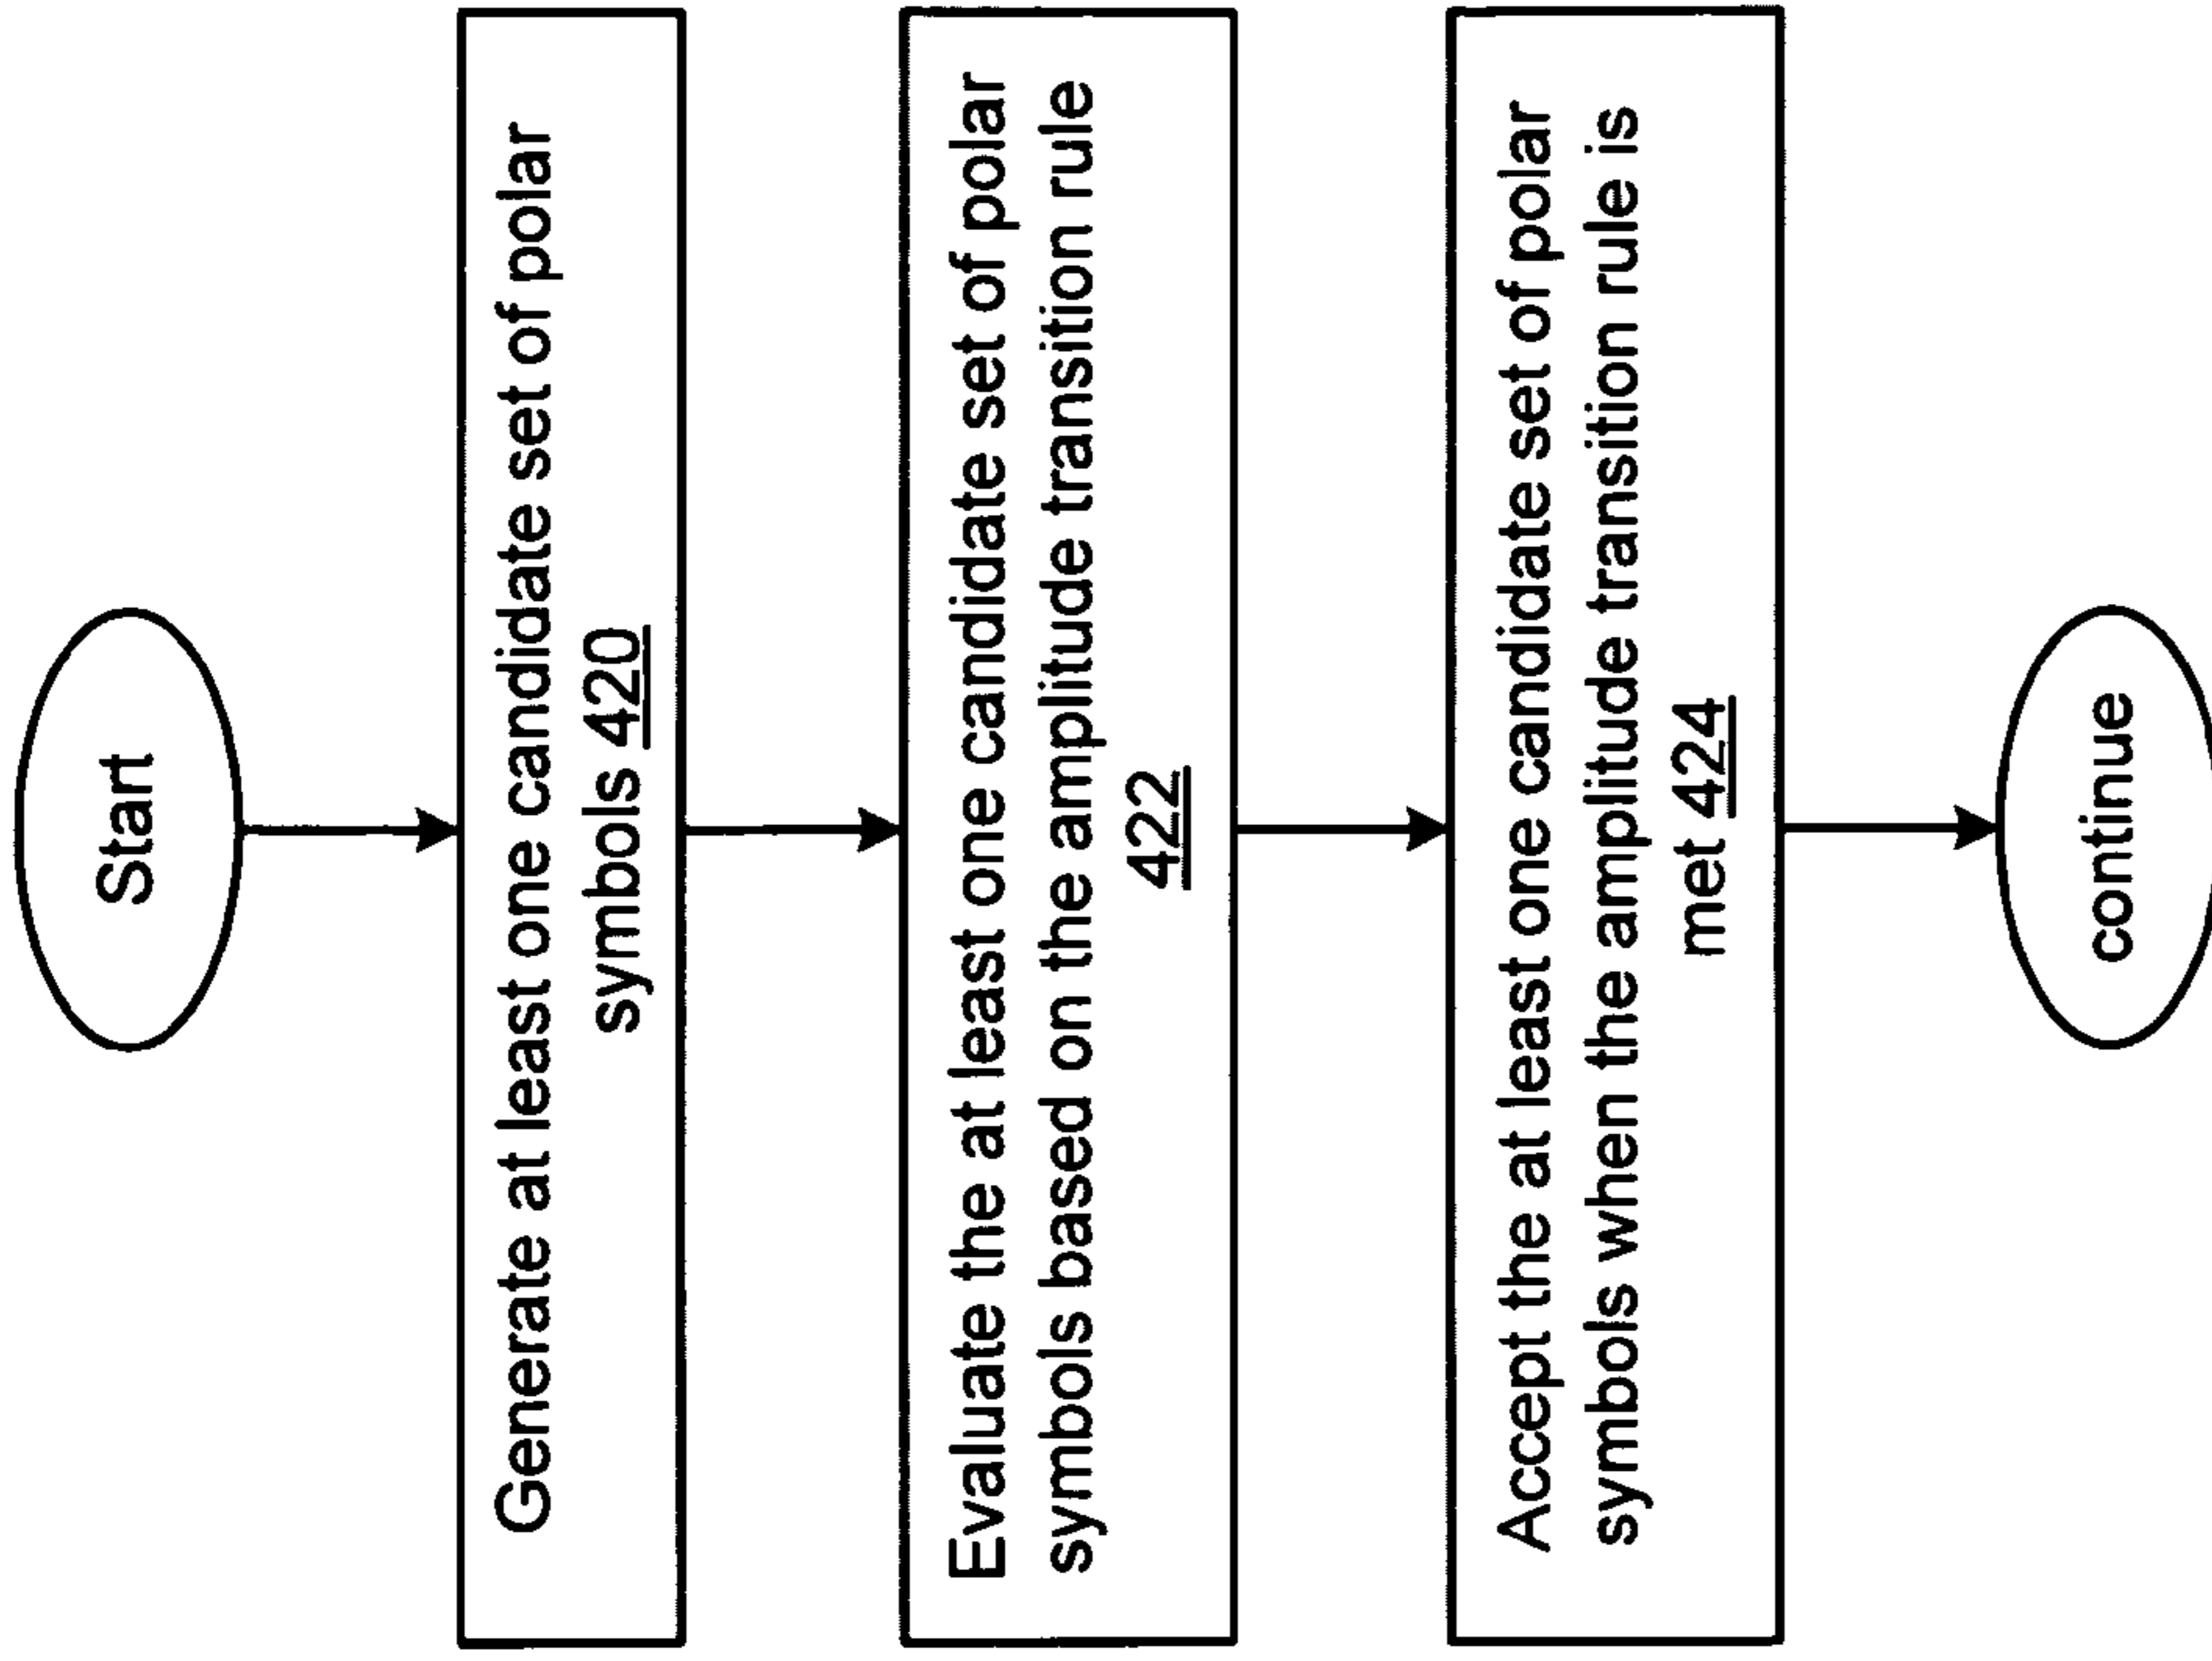 Start
Generate at least one candidate set of polar
symbols 420
Evaluate the at least one candidate set of polar
symbols based on the amplitude transition rule
422
Accept the at least one candidate set of polar
symbols when the amplitude transition rule is
met 424
continue